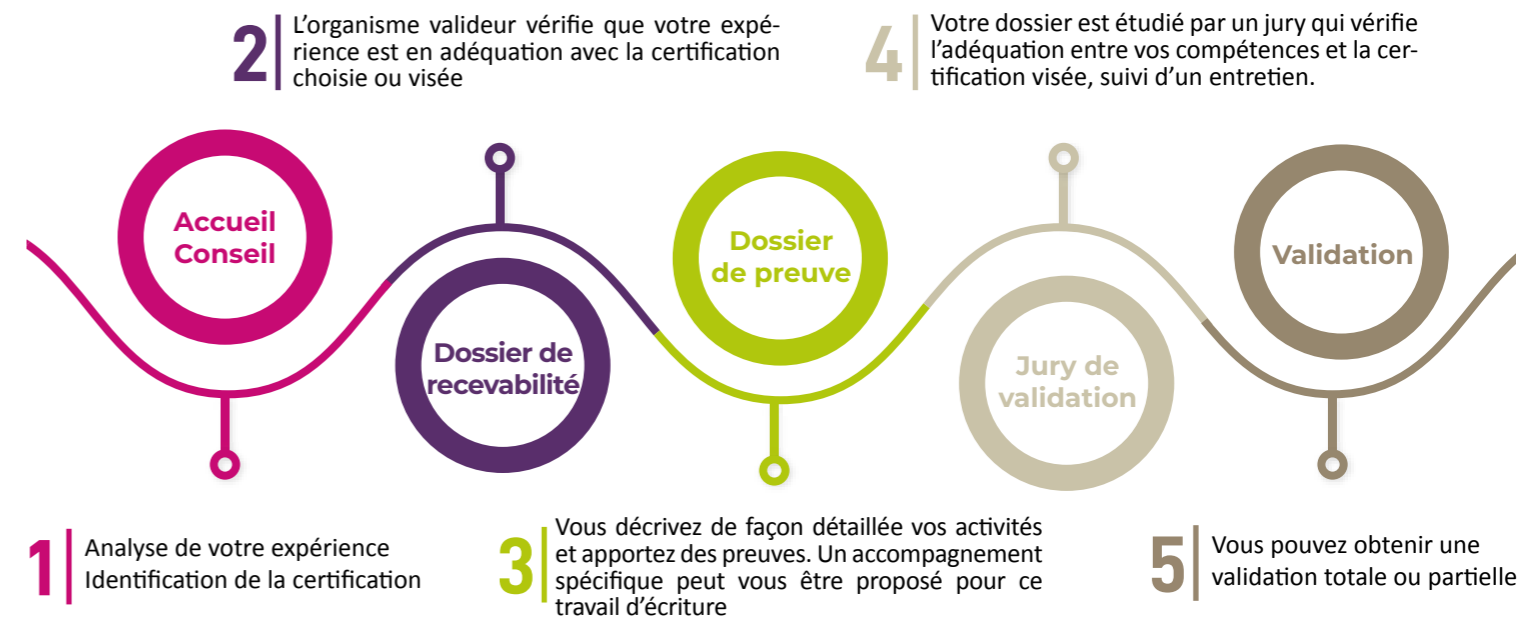 2
L’organisme valideur vérifie que votre expé-
rience est en adéquation avec la certification
choisie ou visée
4
Votre dossier est étudié par un jury qui vérifie
l’adéquation entre vos compétences et la cer-
tification visée, suivi d’un entretien.
Accueil
Conseil
Dossier de
recevabilité
Dossier
de preuve
Jury de
validation
Validation
1
Analyse de votre expérience
Identification de la certification
3
Vous décrivez de façon détaillée vos activités
et apportez des preuves. Un accompagnement
spécifique peut vous être proposé pour ce
travail d’écriture
5
Vous pouvez obtenir une
validation totale ou partielle